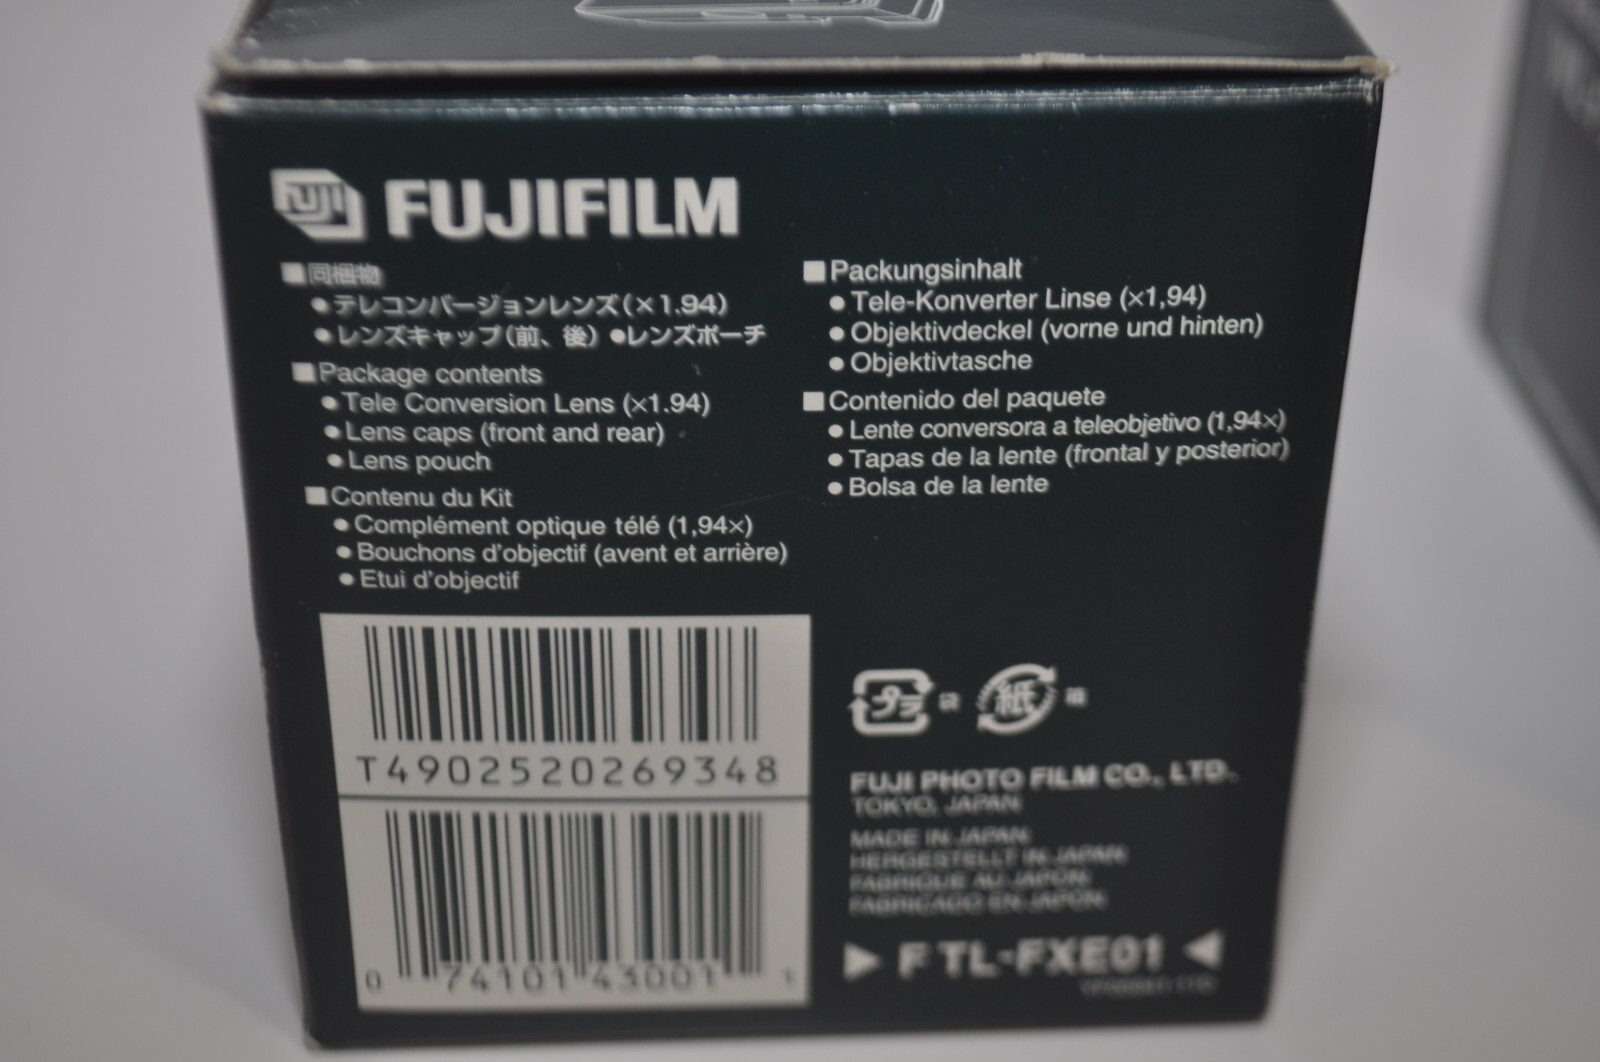 FUJI FUJIFILM
■同梱物
●テレコンバージョンレンズ(×1.94)
●レンズキャップ(前、後) ●レンズポーチ
■Package contents
●Tele Conversion Lens (×1.94)
●Lens caps (front and rear)
●Lens pouch
■Contenu du Kit
●Complément optique télé (1,94×)
●Bouchons d'objectif (avent et arrière)
●Etui d'objectif
■Packungsinhalt
●Tele-Konverter Linse (×1,94)
●Objektivdeckel (vorne und hinten)
●Objektivtasche
■Contenido del paquete
●Lente conversora a teleobjetivo (1,94×)
●Tapas de la lente (frontal y posterior)
●Bolsa de la lente
T4902520269348
0 74101 43001 1
プラ 紙
FUJI PHOTO FILM CO., LTD.
TOKYO, JAPAN
MADE IN JAPAN
HERGESTELLT IN JAPAN
FABRIQUE AU JAPON
FABRICADO EN JAPON
▶ F TL-FXE01 ◀